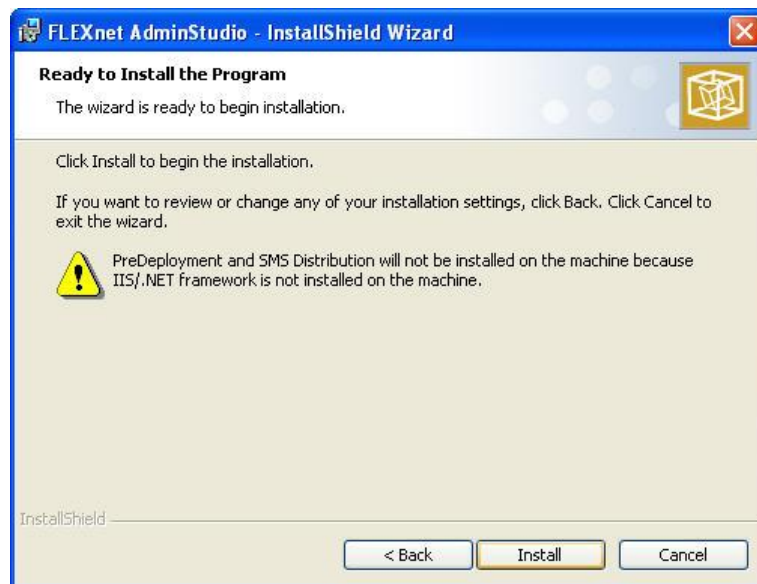 FLEXnet AdminStudio - InstallShield Wizard
Ready to Install the Program
The wizard is ready to begin installation.
Click Install to begin the installation.
If you want to review or change any of your installation settings, click Back. Click Cancel to
exit the wizard.
PreDeployment and SMS Distribution will not be installed on the machine because
IIS/.NET framework is not installed on the machine.
InstallShield
< Back Install Cancel